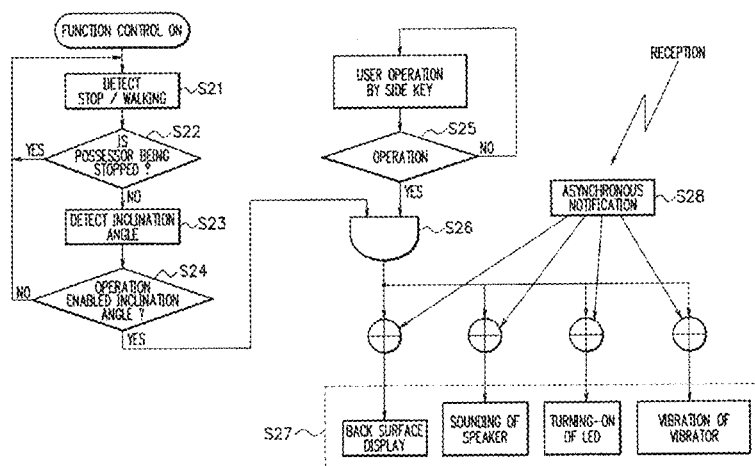 FUNCTION CONTROL ON
DETECT
STOP / WALKING
S21
S22
IS
POSSESSOR BEING
STOPPED ?
YES
NO
DETECT INCLINATION
ANGLE
S23
S24
OPERATION
ENABLED INCLINATION
ANGLE ?
NO
YES
USER OPERATION
BY SIDE KEY
S25
OPERATION
NO
YES
S26
RECEPTION
ASYNCHRONOUS
NOTIFICATION
S28
S27
BACK SURFACE
DISPLAY
SOUNDING OF
SPEAKER
TURNING-ON
OF LED
VIBRATION OF
VIBRATOR